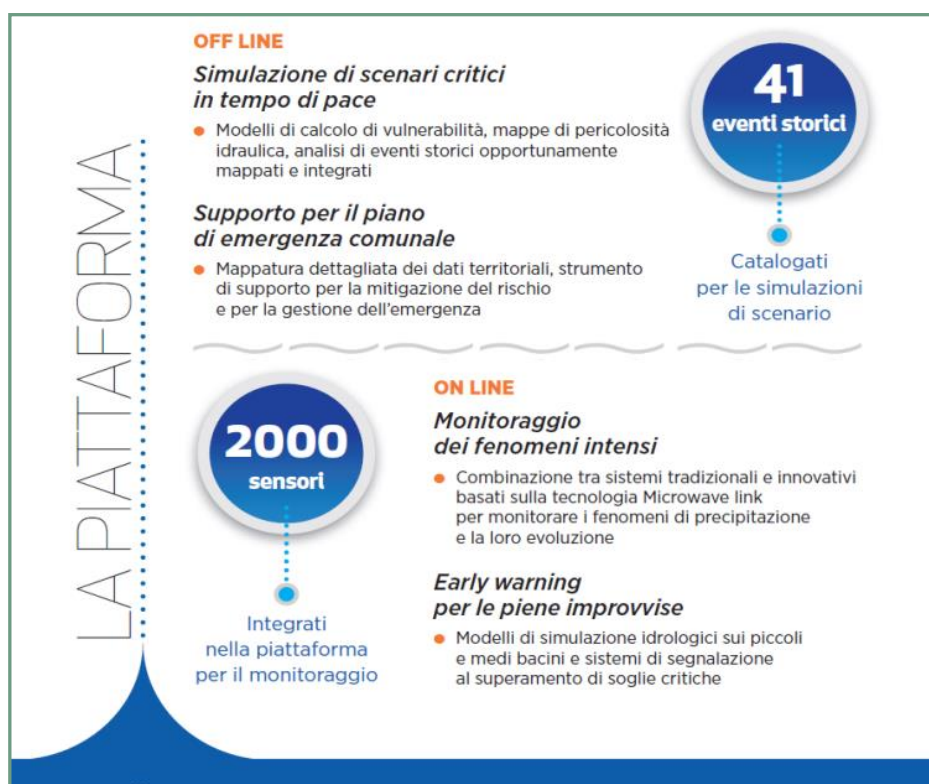 LA PIATTAFORMA
OFF LINE
Simulazione di scenari critici
in tempo di pace
• Modelli di calcolo di vulnerabilità, mappe di pericolosità
idraulica, analisi di eventi storici opportunamente
mappati e integrati
Supporto per il piano
di emergenza comunale
• Mappatura dettagliata dei dati territoriali, strumento
di supporto per la mitigazione del rischio
e per la gestione dell'emergenza
41
eventi storici
Catalogati
per le simulazioni
di scenario
2000
sensori
Integrati
nella piattaforma
per il monitoraggio
ON LINE
Monitoraggio
dei fenomeni intensi
• Combinazione tra sistemi tradizionali e innovativi
basati sulla tecnologia Microwave link
per monitorare i fenomeni di precipitazione
e la loro evoluzione
Early warning
per le piene improvvise
• Modelli di simulazione idrologici sui piccoli
e medi bacini e sistemi di segnalazione
al superamento di soglie critiche